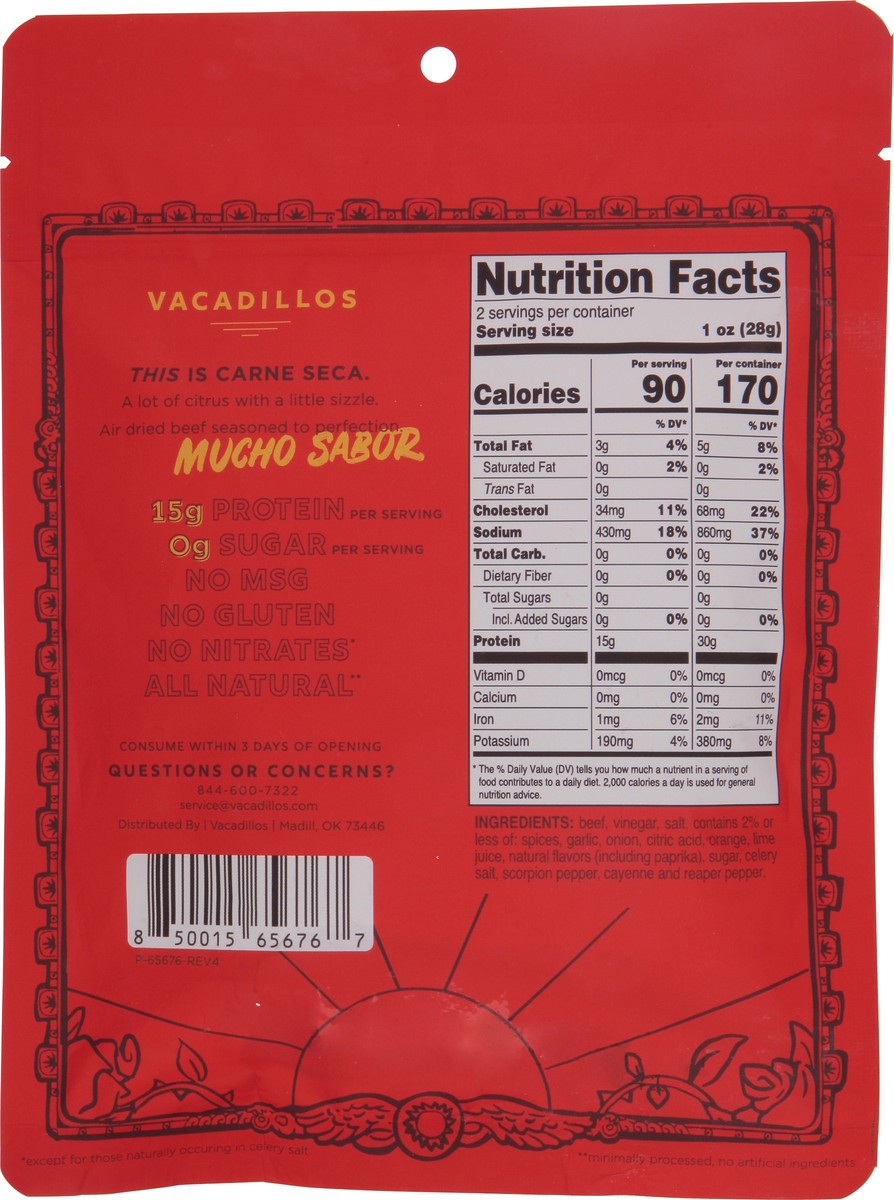 VACADILLOS
THIS IS CARNE SECA.
A lot of citrus with a little sizzle.
Air dried beef seasoned to perfection.
MUCHO SABOR
15g PROTEIN PER SERVING
0g SUGAR PER SERVING
NO MSG
NO GLUTEN
NO NITRATES*
ALL NATURAL**
CONSUME WITHIN 3 DAYS OF OPENING
QUESTIONS OR CONCERNS?
844-600-7322
service@vacadillos.com
Distributed By | Vacadillos | Madill, OK 73446
8 50015 65676 7
P-65676-REV4
Nutrition Facts
2 servings per container
Serving size 1 oz (28g)
Per serving Per container
Calories 90 170
% DV* % DV*
Total Fat 3g 4% 5g 8%
Saturated Fat 0g 2% 0g 2%
Trans Fat 0g 0g
Cholesterol 34mg 11% 68mg 22%
Sodium 430mg 18% 860mg 37%
Total Carb. 0g 0% 0g 0%
Dietary Fiber 0g 0% 0g 0%
Total Sugars 0g 0g
Incl. Added Sugars 0g 0% 0g 0%
Protein 15g 30g
Vitamin D 0mcg 0% 0mcg 0%
Calcium 0mg 0% 0mg 0%
Iron 1mg 6% 2mg 11%
Potassium 190mg 4% 380mg 8%
* The % Daily Value (DV) tells you how much a nutrient in a serving of
food contributes to a daily diet. 2,000 calories a day is used for general
nutrition advice.
INGREDIENTS: beef, vinegar, salt, contains 2% or
less of: spices, garlic, onion, citric acid, orange, lime
juice, natural flavors (including paprika), sugar, celery
salt, scorpion pepper, cayenne and reaper pepper.
*except for those naturally occuring in celery salt
**minimally processed, no artificial ingredients